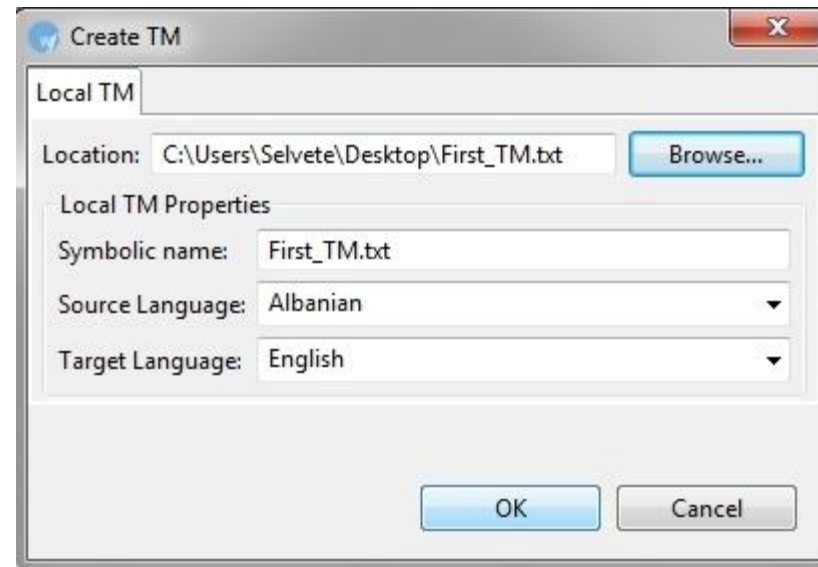 Create TM
Local TM
Location: C:\Users\Selvete\Desktop\First_TM.txt Browse...
Local TM Properties
Symbolic name: First_TM.txt
Source Language: Albanian
Target Language: English
OK Cancel